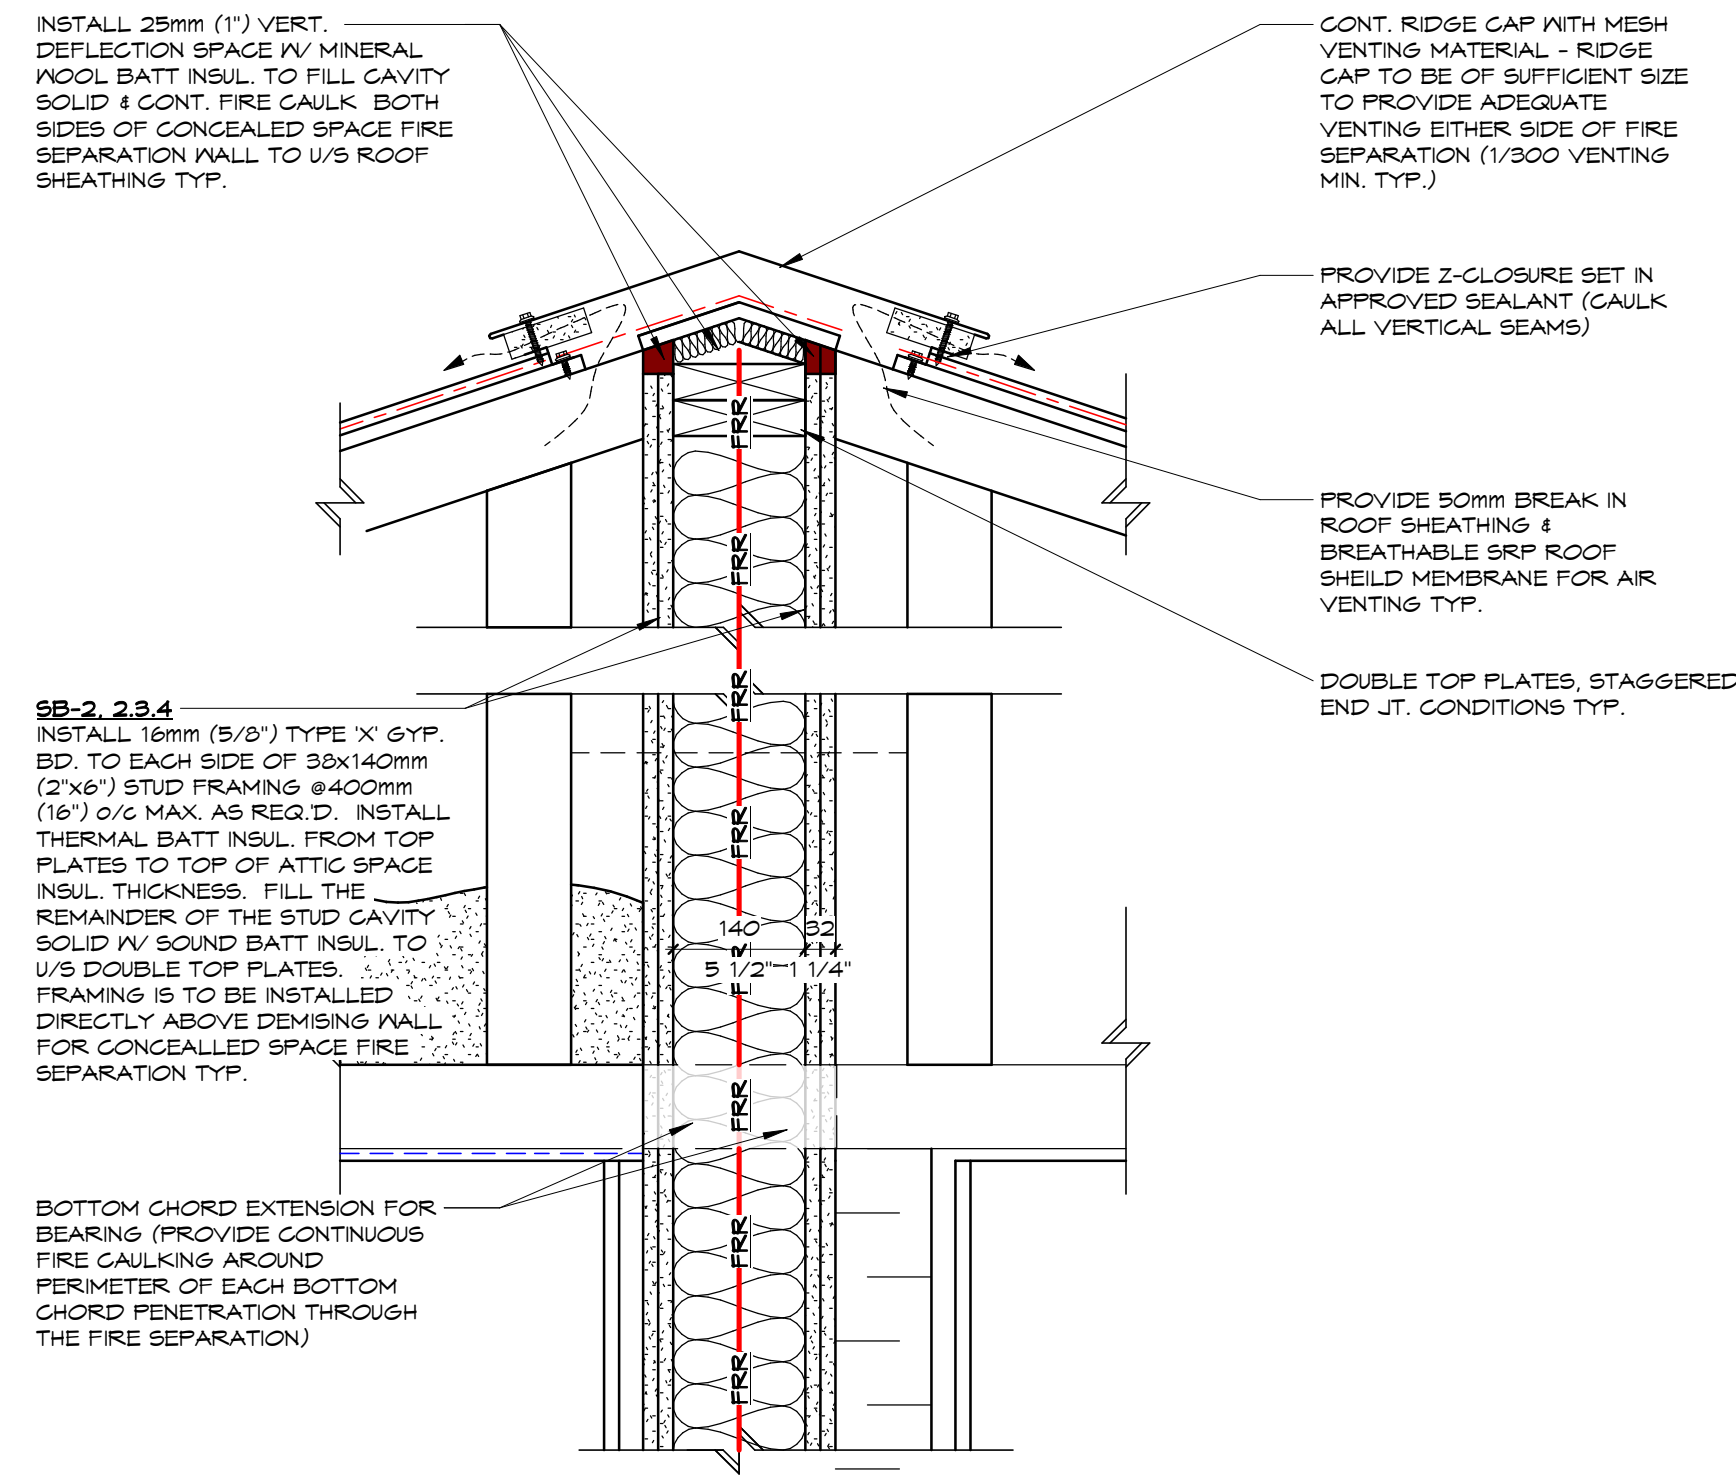 INSTALL 25mm (1") VERT.
DEFLECTION SPACE W/ MINERAL
WOOL BATT INSUL. TO FILL CAVITY
SOLID & CONT. FIRE CAULK BOTH
SIDES OF CONCEALED SPACE FIRE
SEPARATION WALL TO U/S ROOF
SHEATHING TYP.
CONT. RIDGE CAP WITH MESH
VENTING MATERIAL - RIDGE
CAP TO BE OF SUFFICIENT SIZE
TO PROVIDE ADEQUATE
VENTING EITHER SIDE OF FIRE
SEPARATION (1/300 VENTING
MIN. TYP.)
PROVIDE Z-CLOSURE SET IN
APPROVED SEALANT (CAULK
ALL VERTICAL SEAMS)
PROVIDE 50mm BREAK IN
ROOF SHEATHING &
BREATHABLE SRP ROOF
SHEILD MEMBRANE FOR AIR
VENTING TYP.
DOUBLE TOP PLATES, STAGGERED
END JT. CONDITIONS TYP.
SB-2, 2.3.4
INSTALL 16mm (5/8") TYPE 'X' GYP.
BD. TO EACH SIDE OF 38x140mm
(2"x6") STUD FRAMING @400mm
(16") O/C MAX. AS REQ.'D. INSTALL
THERMAL BATT INSUL. FROM TOP
PLATES TO TOP OF ATTIC SPACE
INSUL. THICKNESS. FILL THE
REMAINDER OF THE STUD CAVITY
SOLID W/ SOUND BATT INSUL. TO
U/S DOUBLE TOP PLATES.
FRAMING IS TO BE INSTALLED
DIRECTLY ABOVE DEMISING WALL
FOR CONCEALLED SPACE FIRE
SEPARATION TYP.
BOTTOM CHORD EXTENSION FOR
BEARING (PROVIDE CONTINUOUS
FIRE CAULKING AROUND
PERIMETER OF EACH BOTTOM
CHORD PENETRATION THROUGH
THE FIRE SEPARATION)
FRR
FRR
FRR
FRR
140 32
5 1/2" 1 1/4"
FRR
FRR
FRR
FRR